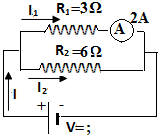 I₁ R₁=3Ω 2A
A
R₂=6Ω
I₂
I
+ -
V=;